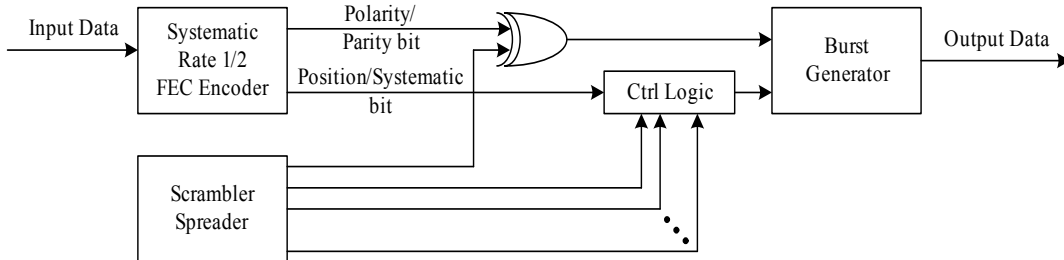 Input Data
Systematic
Rate 1/2
FEC Encoder
Polarity/
Parity bit
Position/Systematic
bit
Ctrl Logic
Burst
Generator
Output Data
Scrambler
Spreader